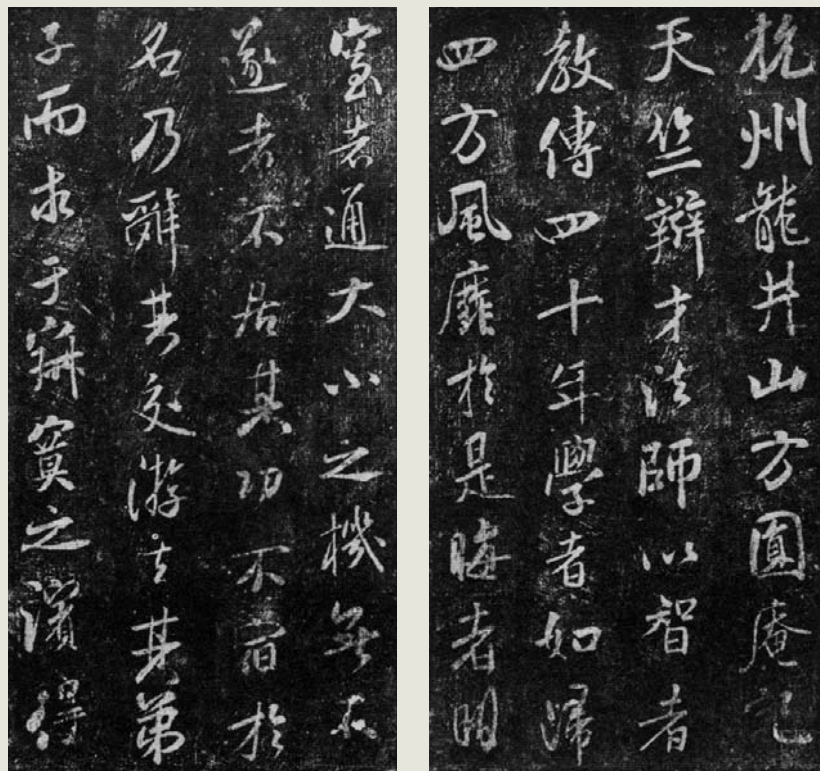 杭州龍井山方圓庵記
天竺辯才法師以智者
教傳四十年學者如歸
四方風靡於是晦者明
窒者通大小之機無不
遂者不居其功不宿於
名乃辭其交遊去其弟
子而求于寂寞之濱得